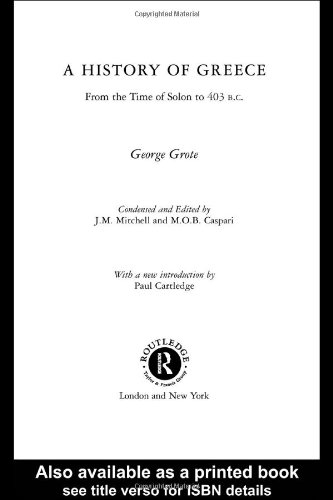 Copyrighted Material
A HISTORY OF GREECE
From the Time of Solon to 403 B.C.
George Grote
Condensed and Edited by
J.M. Mitchell and M.O.B. Caspari
With a new introduction by
Paul Cartledge
ROUTLEDGE
R
Taylor & Francis Group
London and New York
Copyrighted Material
Also available as a printed book
see title verso for ISBN details